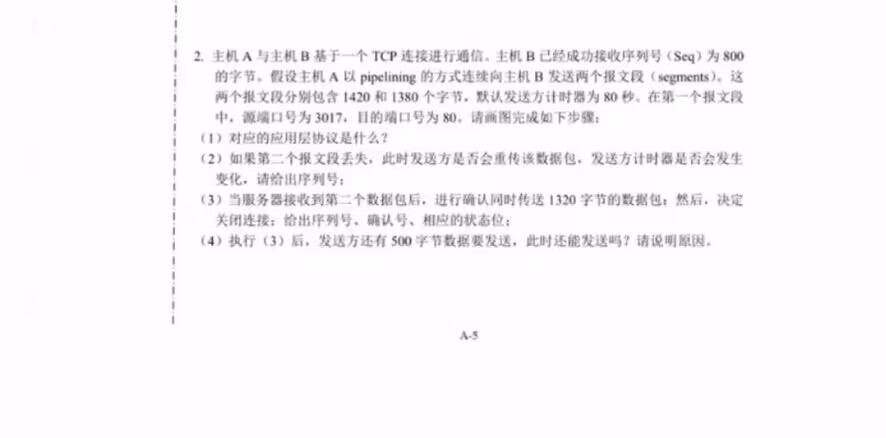 2. 主机 A 与主机 B 基于一个 TCP 连接进行通信。主机 B 已经成功接收序列号（Seq）为 800
的字节。假设主机 A 以 pipelining 的方式连续向主机 B 发送两个报文段（segments）。这
两个报文段分别包含 1420 和 1380 个字节，默认发送方计时器为 80 秒。在第一个报文段
中，源端口号为 3017，目的端口号为 80。请画图完成如下步骤：
（1）对应的应用层协议是什么？
（2）如果第二个报文段丢失，此时发送方是否会重传该数据包，发送方计时器是否会发生
变化，请给出序列号；
（3）当服务器接收到第二个数据包后，进行确认同时传送 1320 字节的数据包；然后，决定
关闭连接；给出序列号、确认号、相应的状态位；
（4）执行（3）后，发送方还有 500 字节数据要发送，此时还能发送吗？请说明原因。
A-5